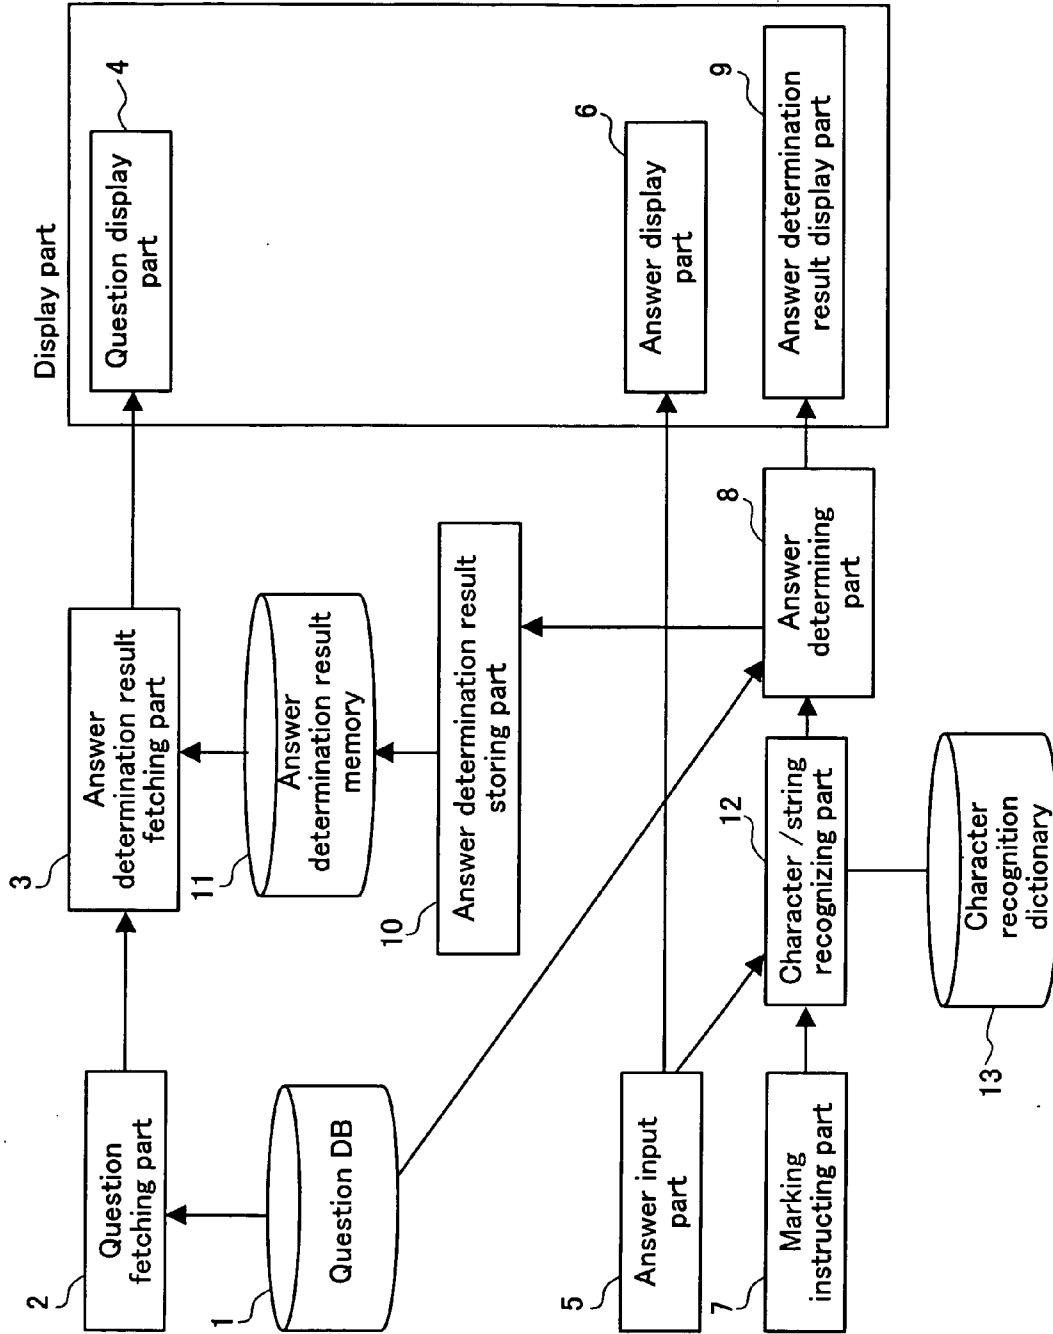 Display part
2
Question
fetching part
3
Answer
determination result
fetching part
4
Question display
part
1
Question DB
11
Answer
determination result
memory
10
Answer determination result
storing part
5
Answer input
part
6
Answer display
part
7
Marking
instructing part
12
Character /string
recognizing part
8
Answer
determining
part
9
Answer determination
result display part
13
Character
recognition
dictionary